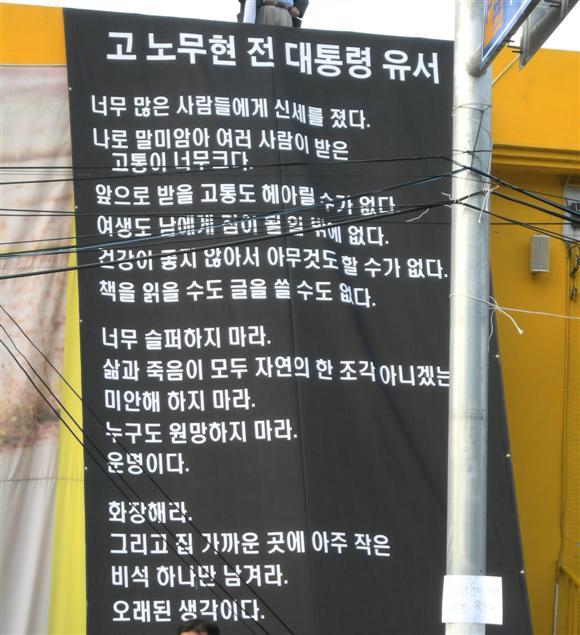 고 노무현 전 대통령 유서
너무 많은 사람들에게 신세를 졌다.
나로 말미암아 여러 사람이 받은
고통이 너무크다.
앞으로 받을 고통도 헤아릴 수가 없다
여생도 남에게 짐이 될 일 밖에 없다.
건강이 좋지 않아서 아무것도 할 수가 없다.
책을 읽을 수도 글을 쓸 수도 없다.
너무 슬퍼하지 마라.
삶과 죽음이 모두 자연의 한 조각 아니겠는
미안해 하지 마라.
누구도 원망하지 마라.
운명이다.
화장해라.
그리고 집 가까운 곳에 아주 작은
비석 하나만 남겨라.
오래된 생각이다.